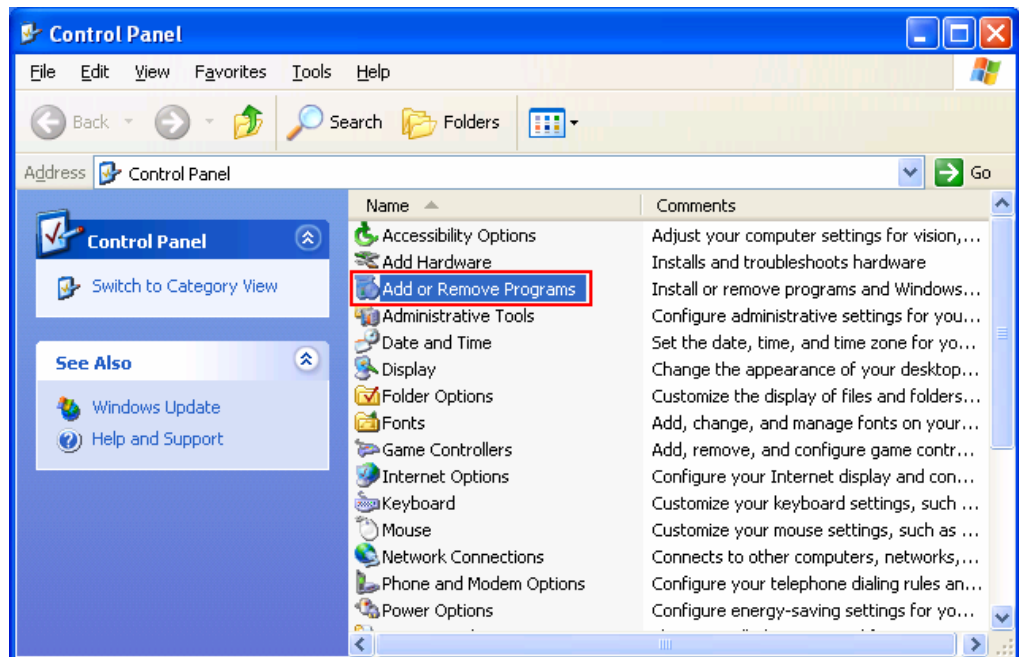 Control Panel
File Edit View Favorites Tools Help
Back Search Folders
Address Control Panel Go
Control Panel
Switch to Category View
See Also
Windows Update
Help and Support
Name Comments
Accessibility Options Adjust your computer settings for vision,...
Add Hardware Installs and troubleshoots hardware
Add or Remove Programs Install or remove programs and Windows...
Administrative Tools Configure administrative settings for you...
Date and Time Set the date, time, and time zone for yo...
Display Change the appearance of your desktop...
Folder Options Customize the display of files and folders...
Fonts Add, change, and manage fonts on your...
Game Controllers Add, remove, and configure game contr...
Internet Options Configure your Internet display and con...
Keyboard Customize your keyboard settings, such ...
Mouse Customize your mouse settings, such as ...
Network Connections Connects to other computers, networks,...
Phone and Modem Options Configure your telephone dialing rules an...
Power Options Configure energy-saving settings for yo...